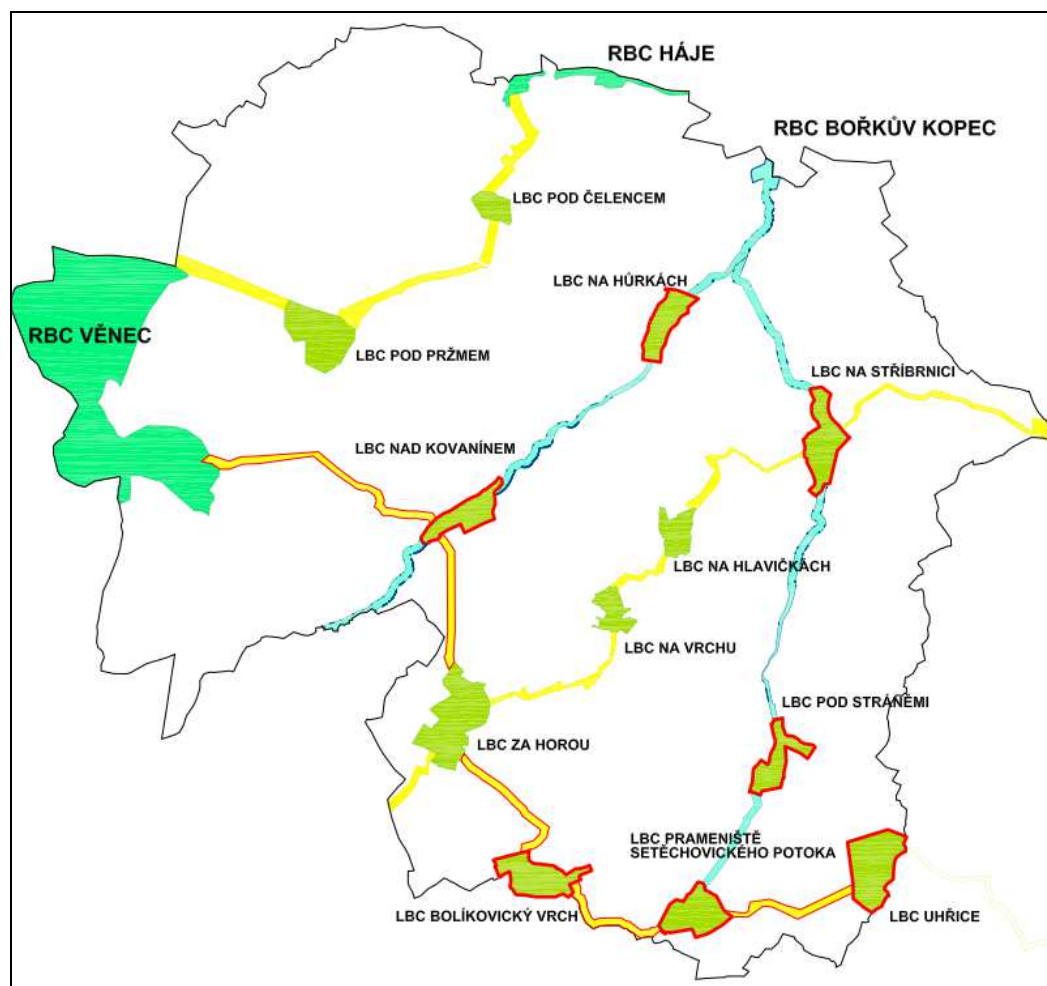 RBC HÁJE
RBC BOŘKŮV KOPEC
LBC POD ČELENCEM
LBC NA HŮRKÁCH
RBC VĚNEC
LBC POD PRŽMEM
LBC NA STŘÍBRNICI
LBC NAD KOVANÍNEM
LBC NA HLAVIČKÁCH
LBC NA VRCHU
LBC POD STRÁNĚMI
LBC ZA HOROU
LBC PRAMENIŠTĚ
SETĚCHOVICKÉHO POTOKA
LBC BOLÍKOVICKÝ VRCH
LBC UHŘICE